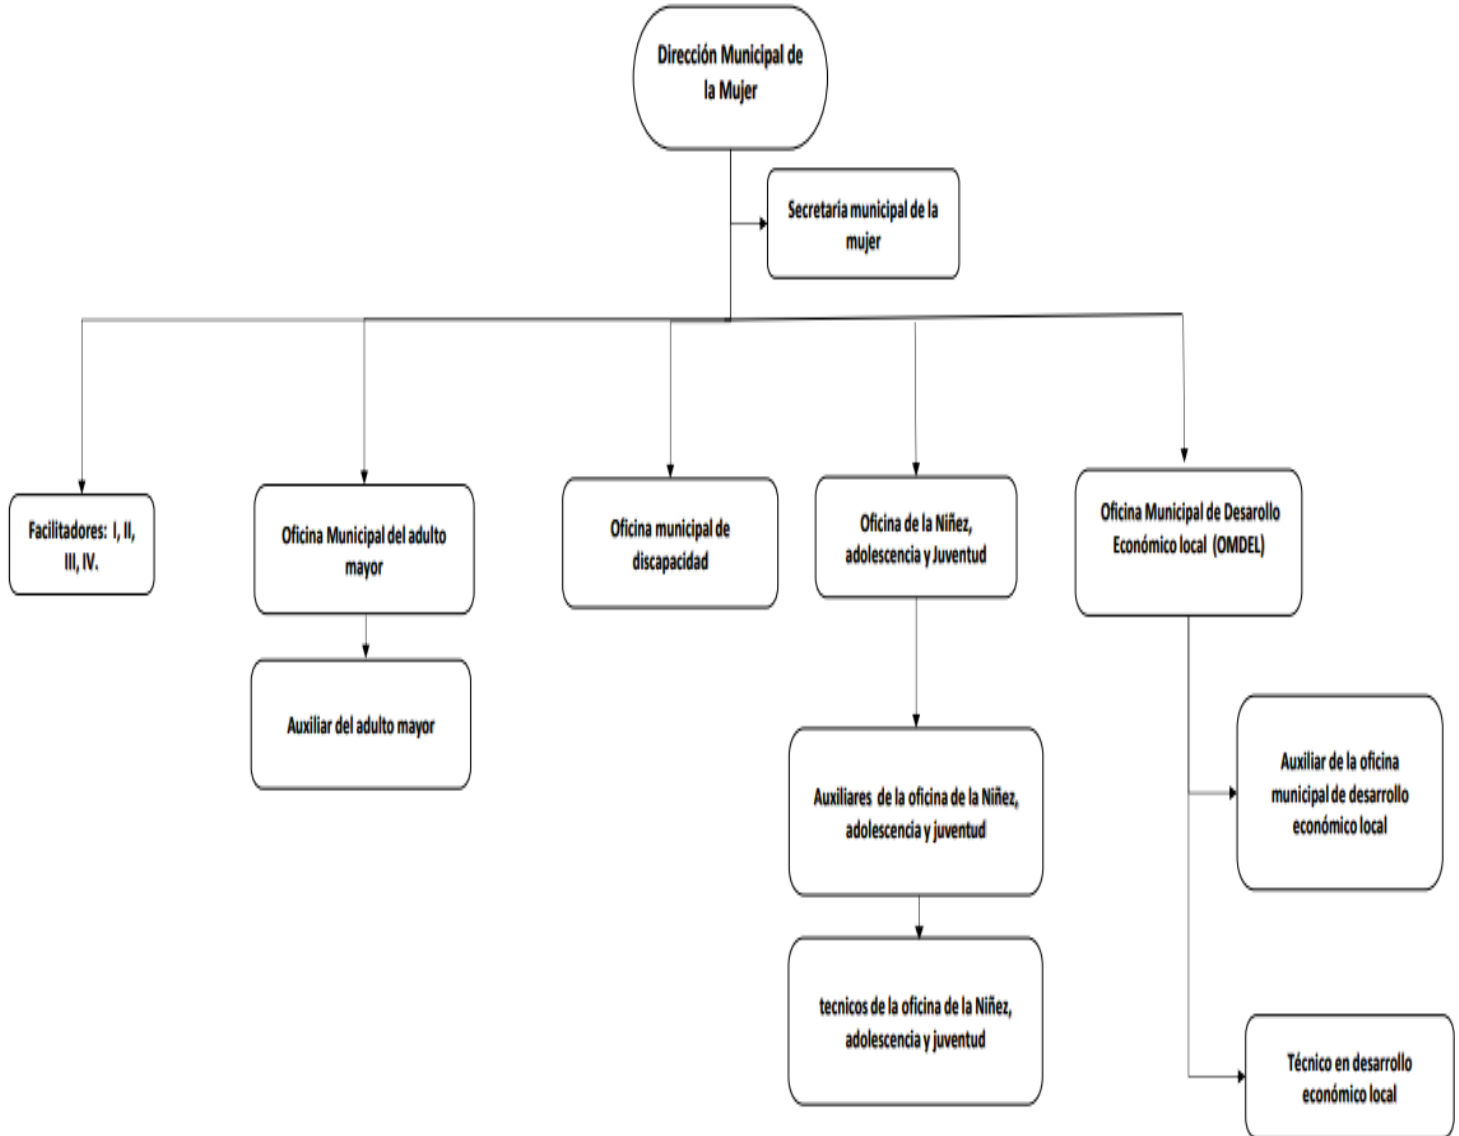 Dirección Municipal de
la Mujer
Secretaria municipal de la
mujer
Facilitadores: I, II,
III, IV.
Oficina Municipal del adulto
mayor
Oficina municipal de
discapacidad
Oficina de la Niñez,
adolescencia y Juventud
Oficina Municipal de Desarollo
Económico local (OMDEL)
Auxiliar del adulto mayor
Auxiliares de la oficina de la Niñez,
adolescencia y juventud
Auxiliar de la oficina
municipal de desarrollo
económico local
tecnicos de la oficina de la Niñez,
adolescencia y juventud
Técnico en desarrollo
económico local